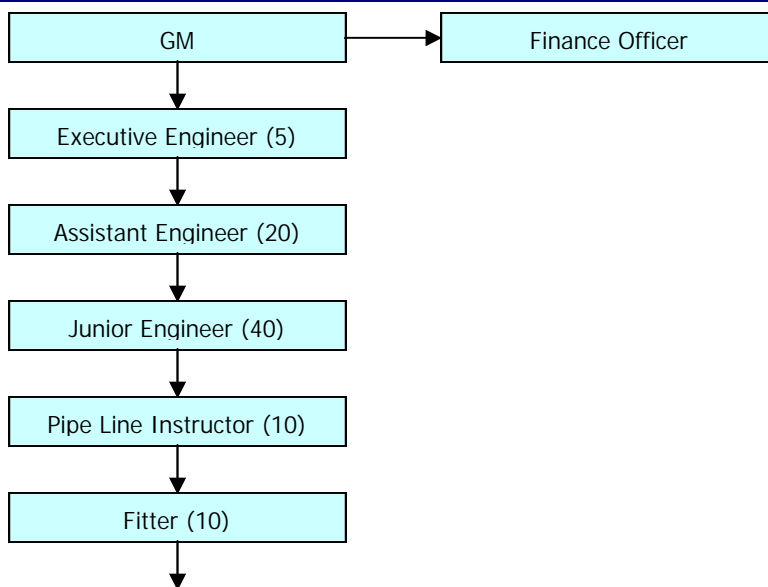 GM
Finance Officer
Executive Engineer (5)
Assistant Engineer (20)
Junior Engineer (40)
Pipe Line Instructor (10)
Fitter (10)